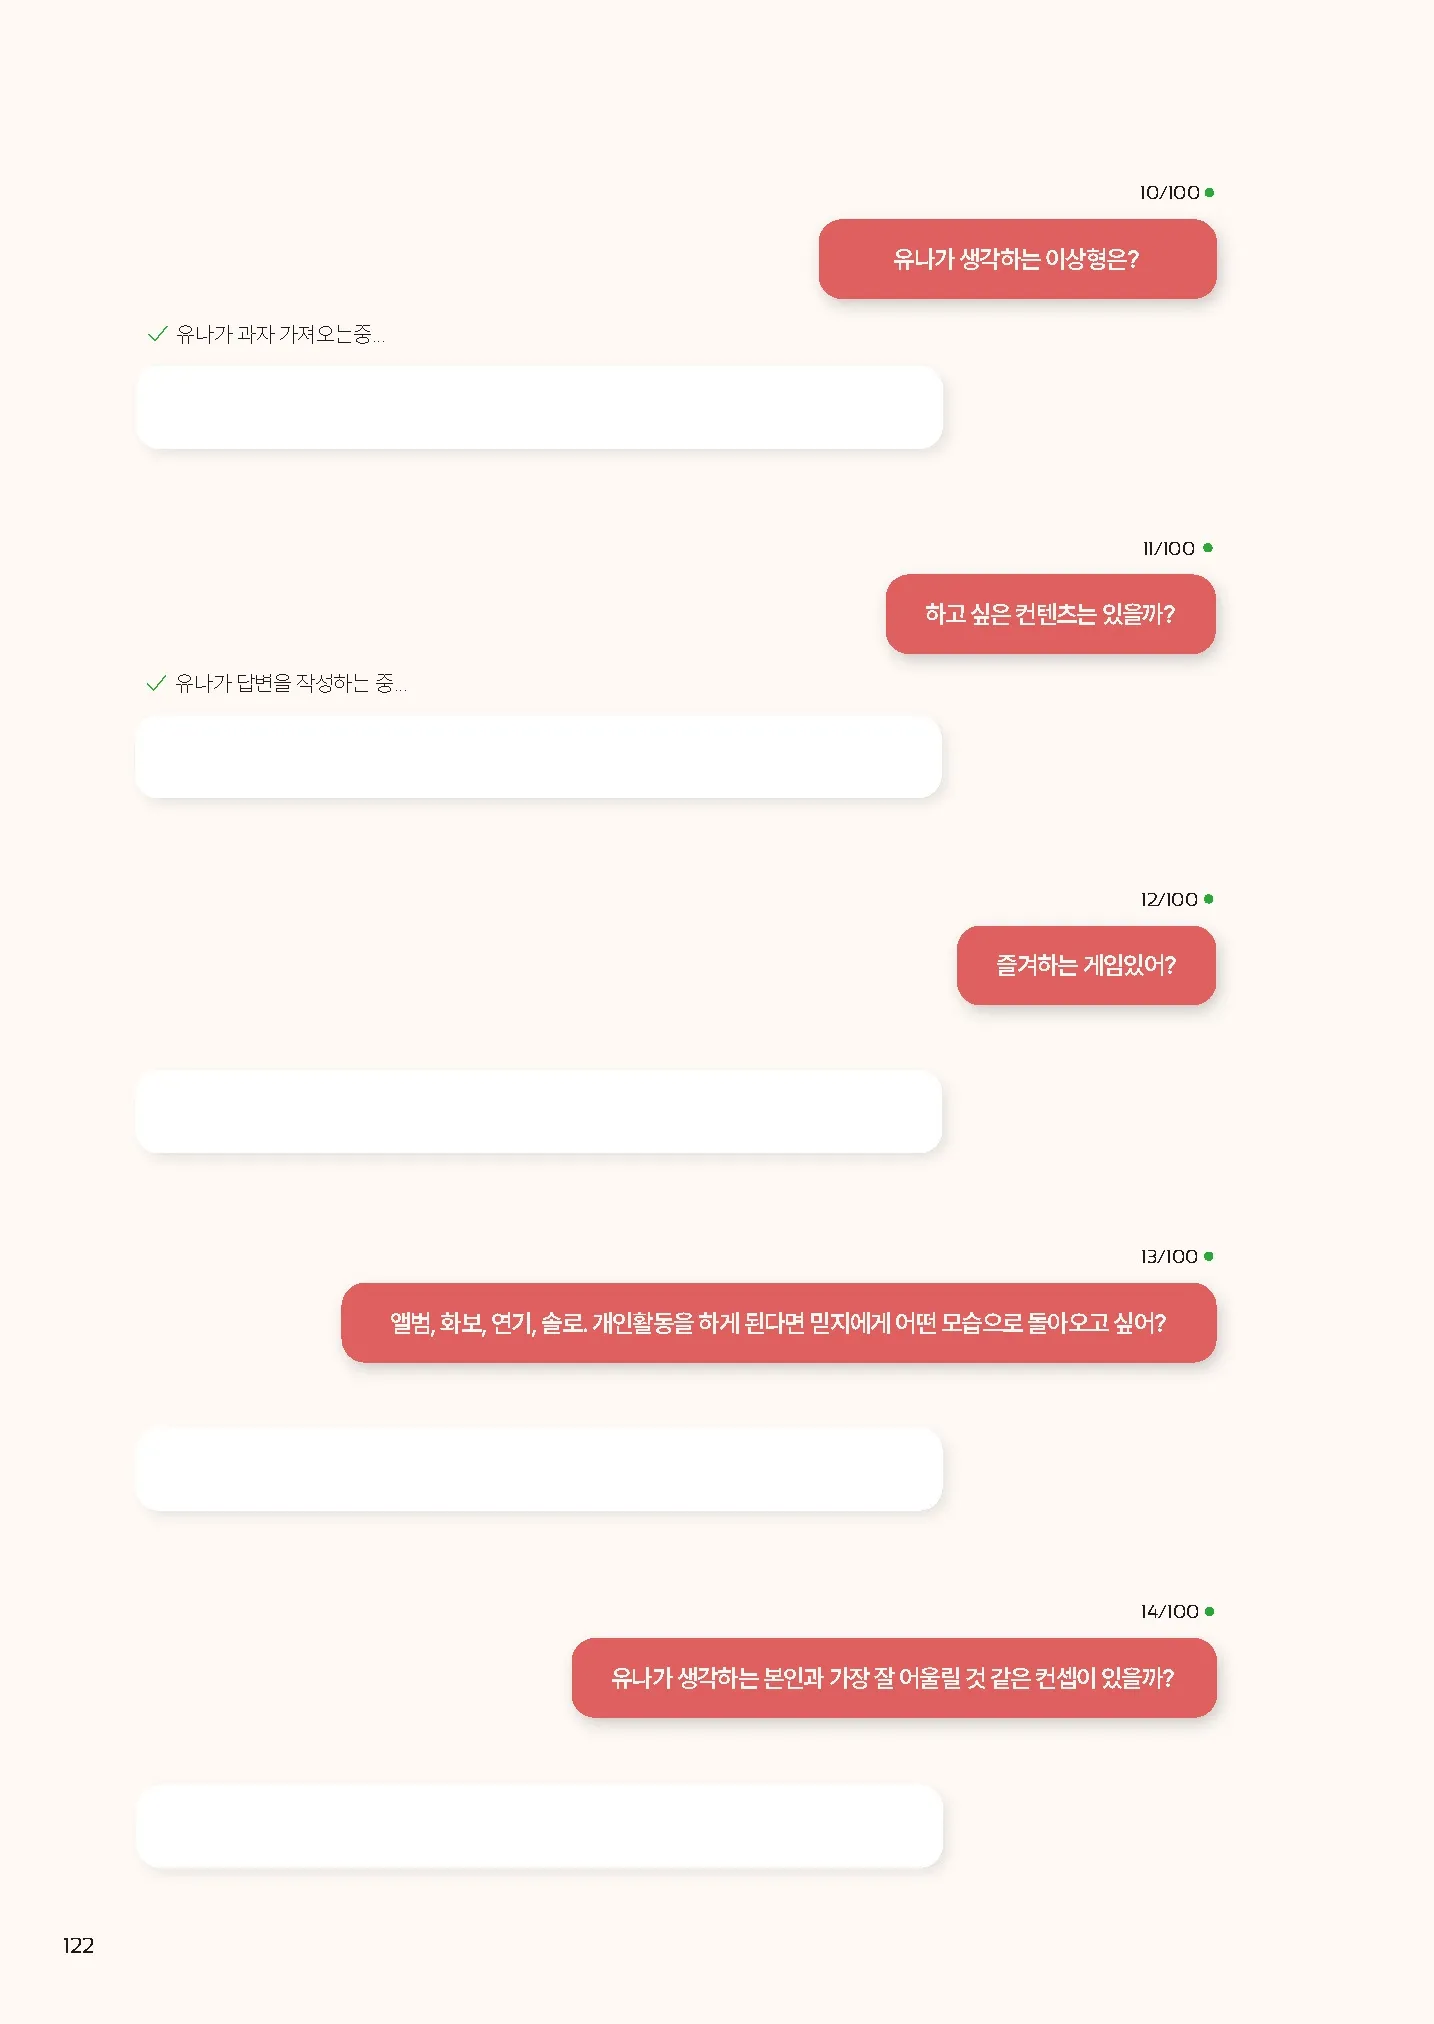 10/100
유나가 생각하는 이상형은?
유나가 과자 가져오는중...
11/100
하고 싶은 컨텐츠는 있을까?
유나가 답변을 작성하는 중...
12/100
즐겨하는 게임있어?
13/100
앨범, 화보, 연기, 솔로. 개인활동을 하게 된다면 믿지에게 어떤 모습으로 돌아오고 싶어?
14/100
유나가 생각하는 본인과 가장 잘 어울릴 것 같은 컨셉이 있을까?
122